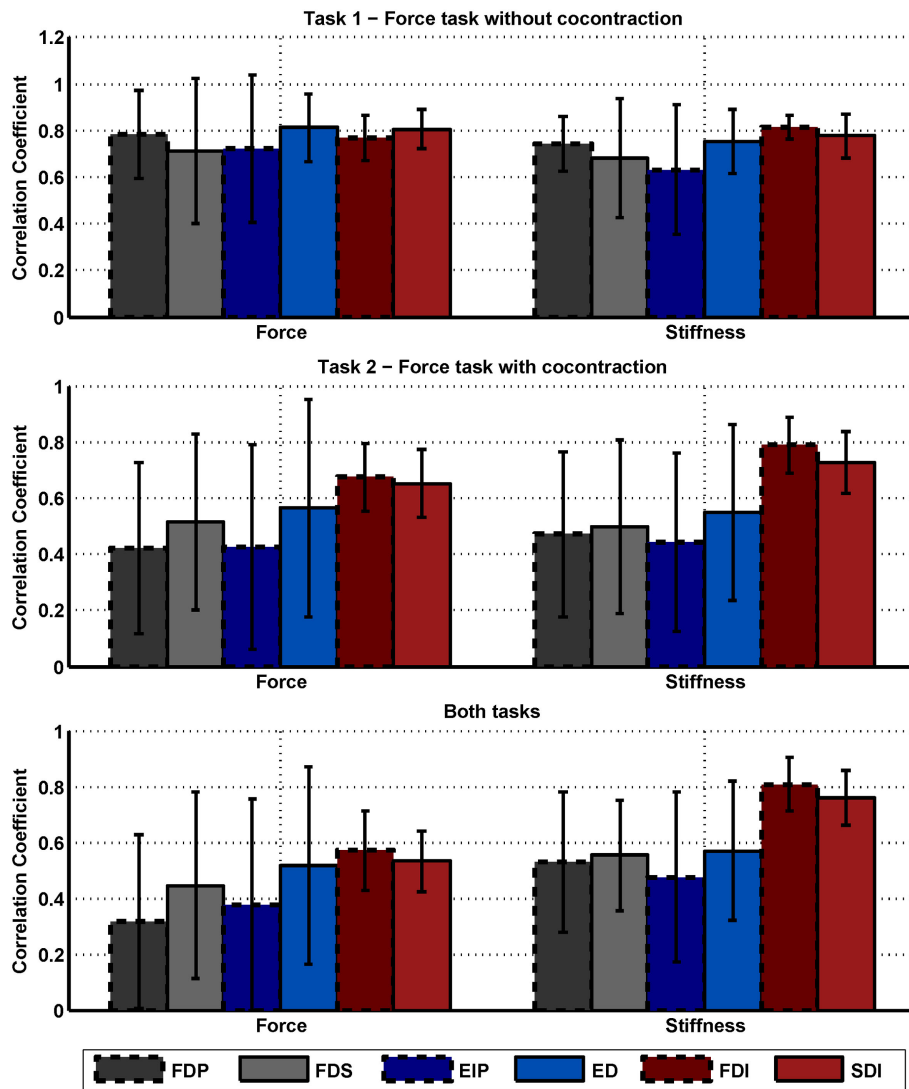 Task 1 − Force task without cocontraction
Correlation Coefficient
1.2
1
0.8
0.6
0.4
0.2
0
Force Stiffness
Task 2 − Force task with cocontraction
Correlation Coefficient
1
0.8
0.6
0.4
0.2
0
Force Stiffness
Both tasks
Correlation Coefficient
1
0.8
0.6
0.4
0.2
0
Force Stiffness
FDP FDS EIP ED FDI SDI